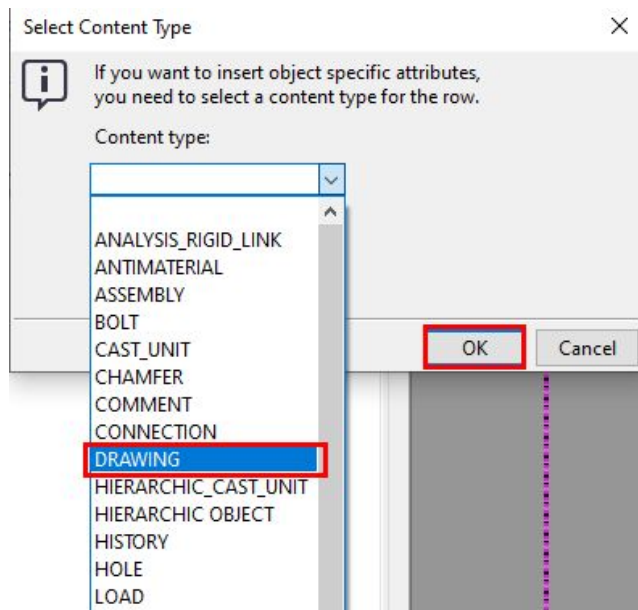 Select Content Type
If you want to insert object specific attributes,
you need to select a content type for the row.
Content type:
ANALYSIS_RIGID_LINK
ANTIMATERIAL
ASSEMBLY
BOLT
CAST_UNIT
CHAMFER
COMMENT
CONNECTION
DRAWING
HIERARCHIC_CAST_UNIT
HIERARCHIC OBJECT
HISTORY
HOLE
LOAD
OK
Cancel